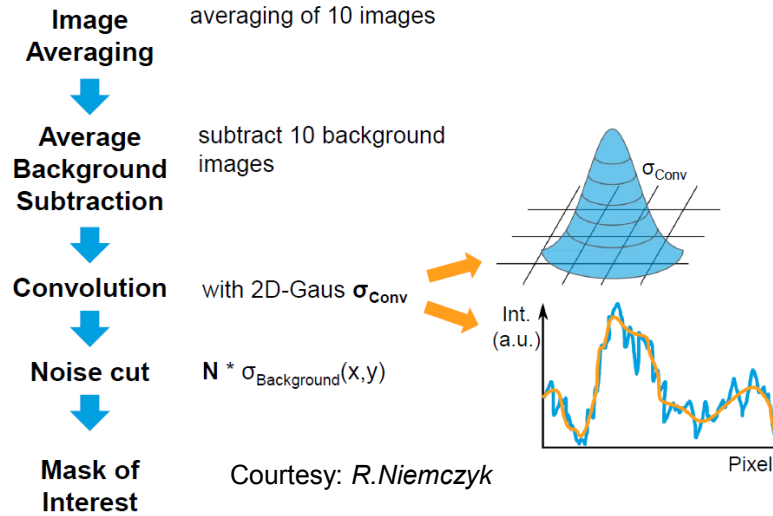 Image
Averaging
averaging of 10 images
Average
Background
Subtraction
subtract 10 background
images
Convolution
with 2D-Gaus σConv
σConv
Int.
(a.u.)
Pixel
Noise cut
N * σBackground(x,y)
Mask of
Interest
Courtesy: R.Niemczyk